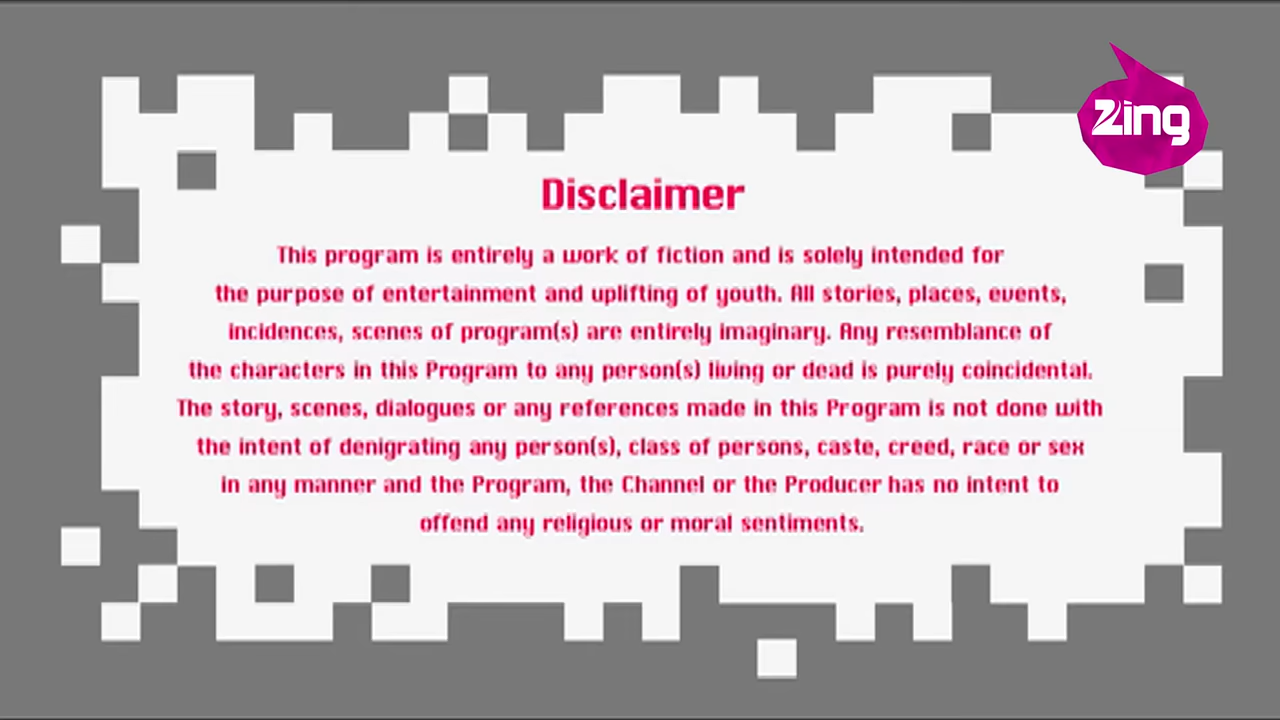 Zing
Disclaimer
This program is entirely a work of fiction and is solely intended for
the purpose of entertainment and uplifting of youth. All stories, places, events,
incidences, scenes of program(s) are entirely imaginary. Any resemblance of
the characters in this Program to any person(s) living or dead is purely coincidental.
The story, scenes, dialogues or any references made in this Program is not done with
the intent of denigrating any person(s), class of persons, caste, creed, race or sex
in any manner and the Program, the Channel or the Producer has no intent to
offend any religious or moral sentiments.